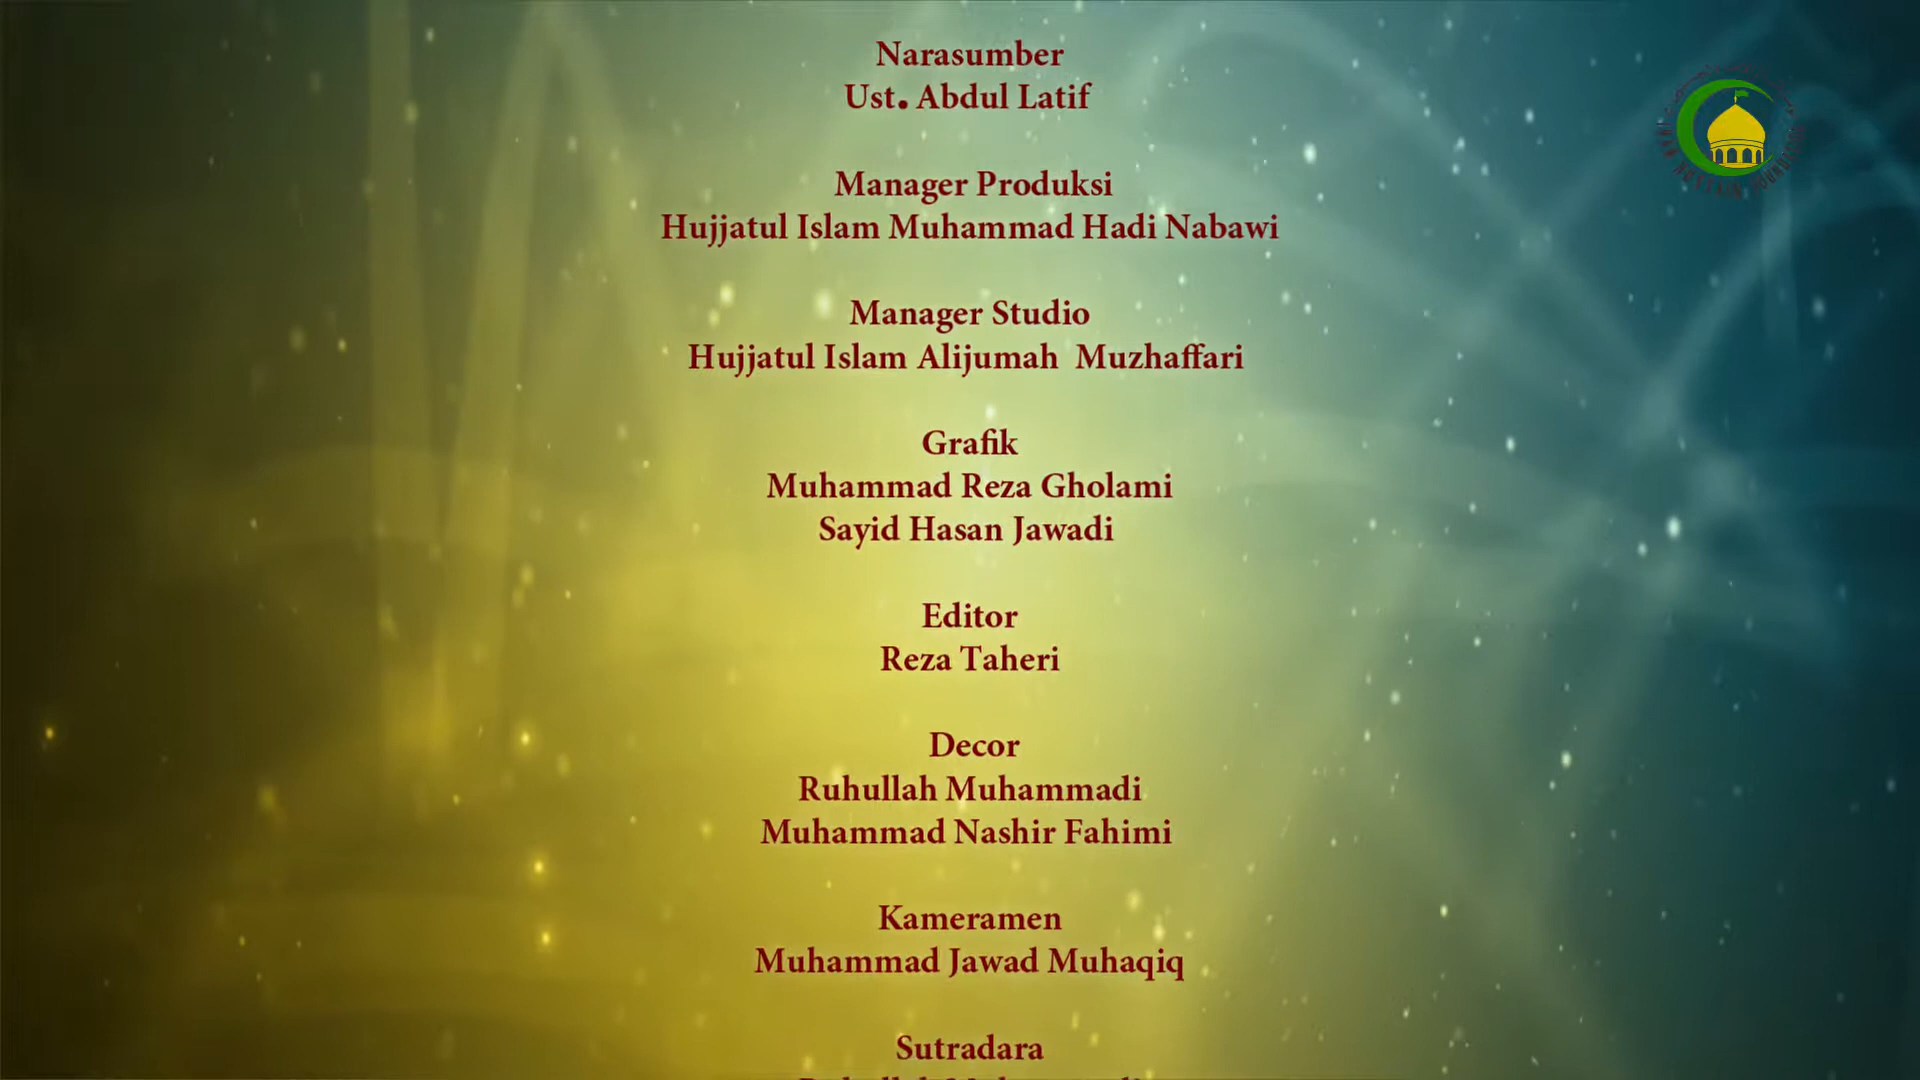 Narasumber
Ust. Abdul Latif
Manager Produksi
Hujjatul Islam Muhammad Hadi Nabawi
Manager Studio
Hujjatul Islam Alijumah Muzhaffari
Grafik
Muhammad Reza Gholami
Sayid Hasan Jawadi
Editor
Reza Taheri
Decor
Ruhullah Muhammadi
Muhammad Nashir Fahimi
Kameramen
Muhammad Jawad Muhaqiq
Sutradara